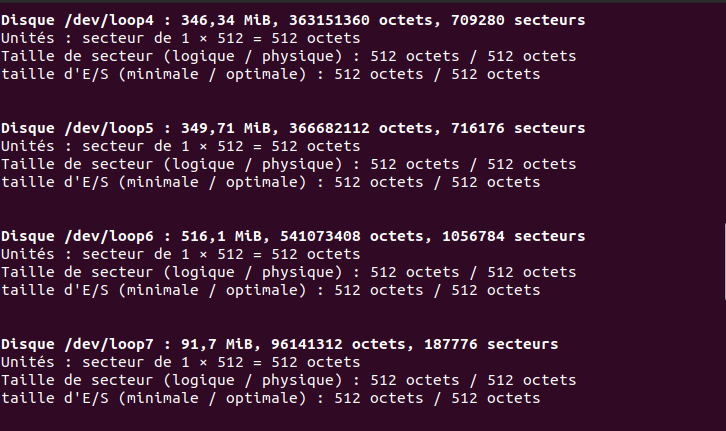 Disque /dev/loop4 : 346,34 MiB, 363151360 octets, 709280 secteurs
Unités : secteur de 1 × 512 = 512 octets
Taille de secteur (logique / physique) : 512 octets / 512 octets
taille d'E/S (minimale / optimale) : 512 octets / 512 octets
Disque /dev/loop5 : 349,71 MiB, 366682112 octets, 716176 secteurs
Unités : secteur de 1 × 512 = 512 octets
Taille de secteur (logique / physique) : 512 octets / 512 octets
taille d'E/S (minimale / optimale) : 512 octets / 512 octets
Disque /dev/loop6 : 516,1 MiB, 541073408 octets, 1056784 secteurs
Unités : secteur de 1 × 512 = 512 octets
Taille de secteur (logique / physique) : 512 octets / 512 octets
taille d'E/S (minimale / optimale) : 512 octets / 512 octets
Disque /dev/loop7 : 91,7 MiB, 96141312 octets, 187776 secteurs
Unités : secteur de 1 × 512 = 512 octets
Taille de secteur (logique / physique) : 512 octets / 512 octets
taille d'E/S (minimale / optimale) : 512 octets / 512 octets